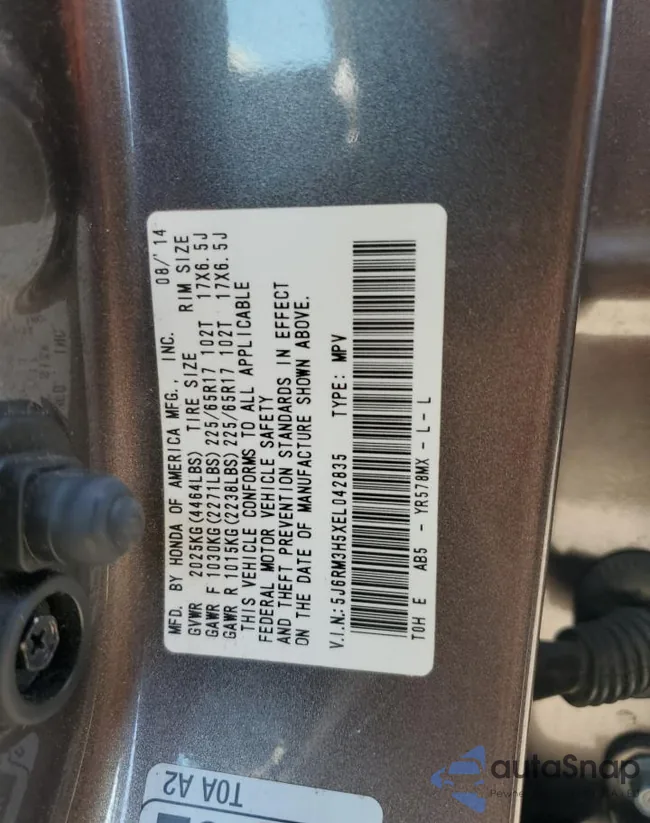 MFD. BY HONDA OF AMERICA MFG., INC. 08/'14
GVWR 2025KG(4464LBS) TIRE SIZE RIM SIZE
GAWR F 1030KG(2271LBS) 225/65R17 102T 17X6.5J
GAWR R 1015KG(2238LBS) 225/65R17 102T 17X6.5J
THIS VEHICLE CONFORMS TO ALL APPLICABLE
FEDERAL MOTOR VEHICLE SAFETY
AND THEFT PREVENTION STANDARDS IN EFFECT
ON THE DATE OF MANUFACTURE SHOWN ABOVE.
V.I.N.: 5J6RM3H5XEL042835 TYPE: MPV
T0H E AB5 - YR578MX - L - L
T0A A2
autaSnap